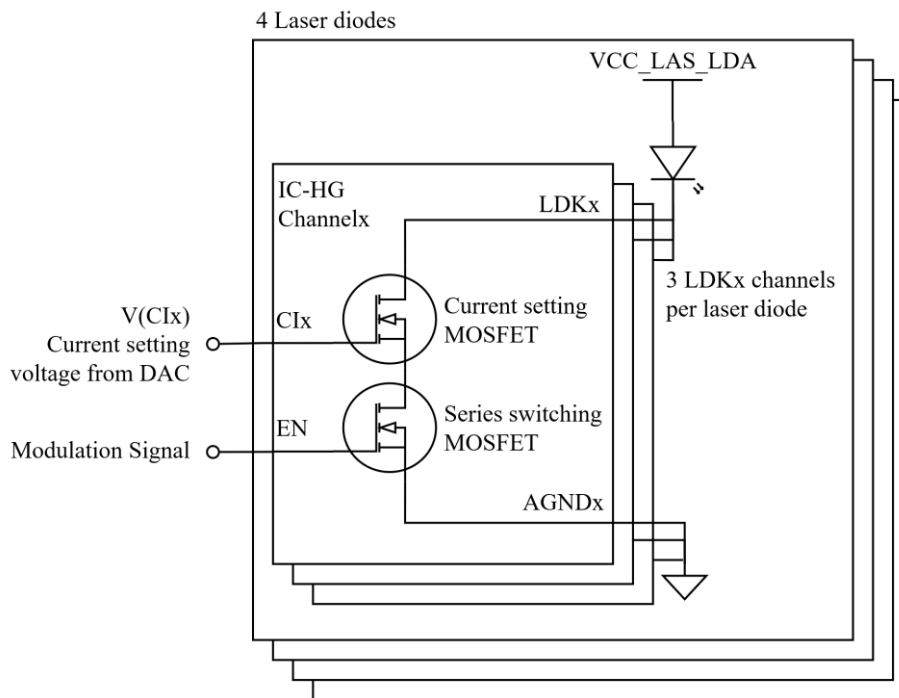 4 Laser diodes
VCC_LAS_LDA
IC-HG
Channelx
LDKx
3 LDKx channels
per laser diode
V(CIx)
Current setting
voltage from DAC
CIx
Current setting
MOSFET
Modulation Signal
EN
Series switching
MOSFET
AGNDx